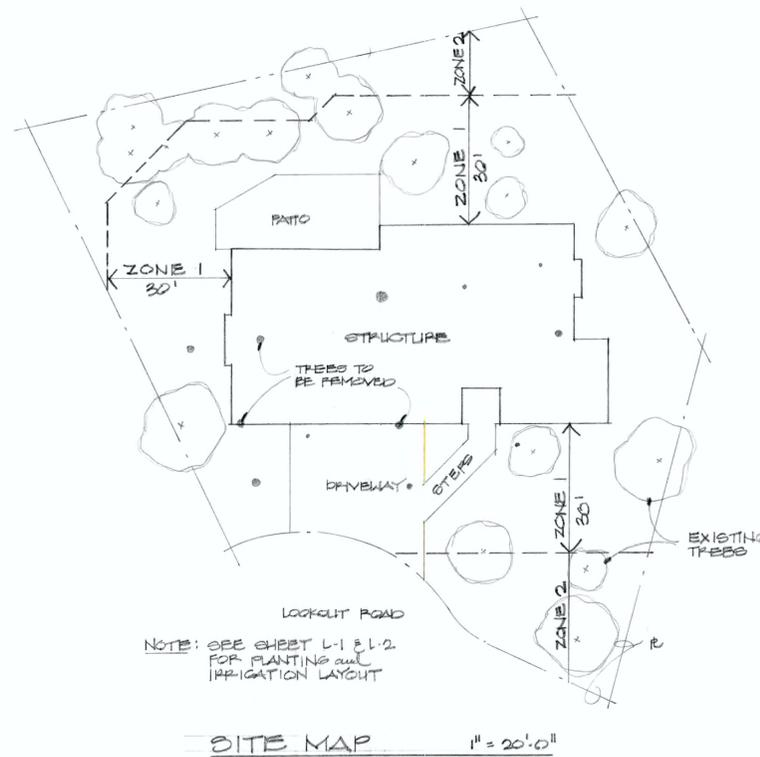 ZONE 2
ZONE 1
30'
PATIO
ZONE 1
30'
STRUCTURE
TREES TO
BE REMOVED
STEPS
DRIVEWAY
ZONE 1
30'
EXISTING
TREES
ZONE 2
LOOKOUT ROAD
NOTE: SEE SHEET L-1 & L-2
FOR PLANTING and
IRRIGATION LAYOUT
PL
SITE MAP 1" = 20'-0"